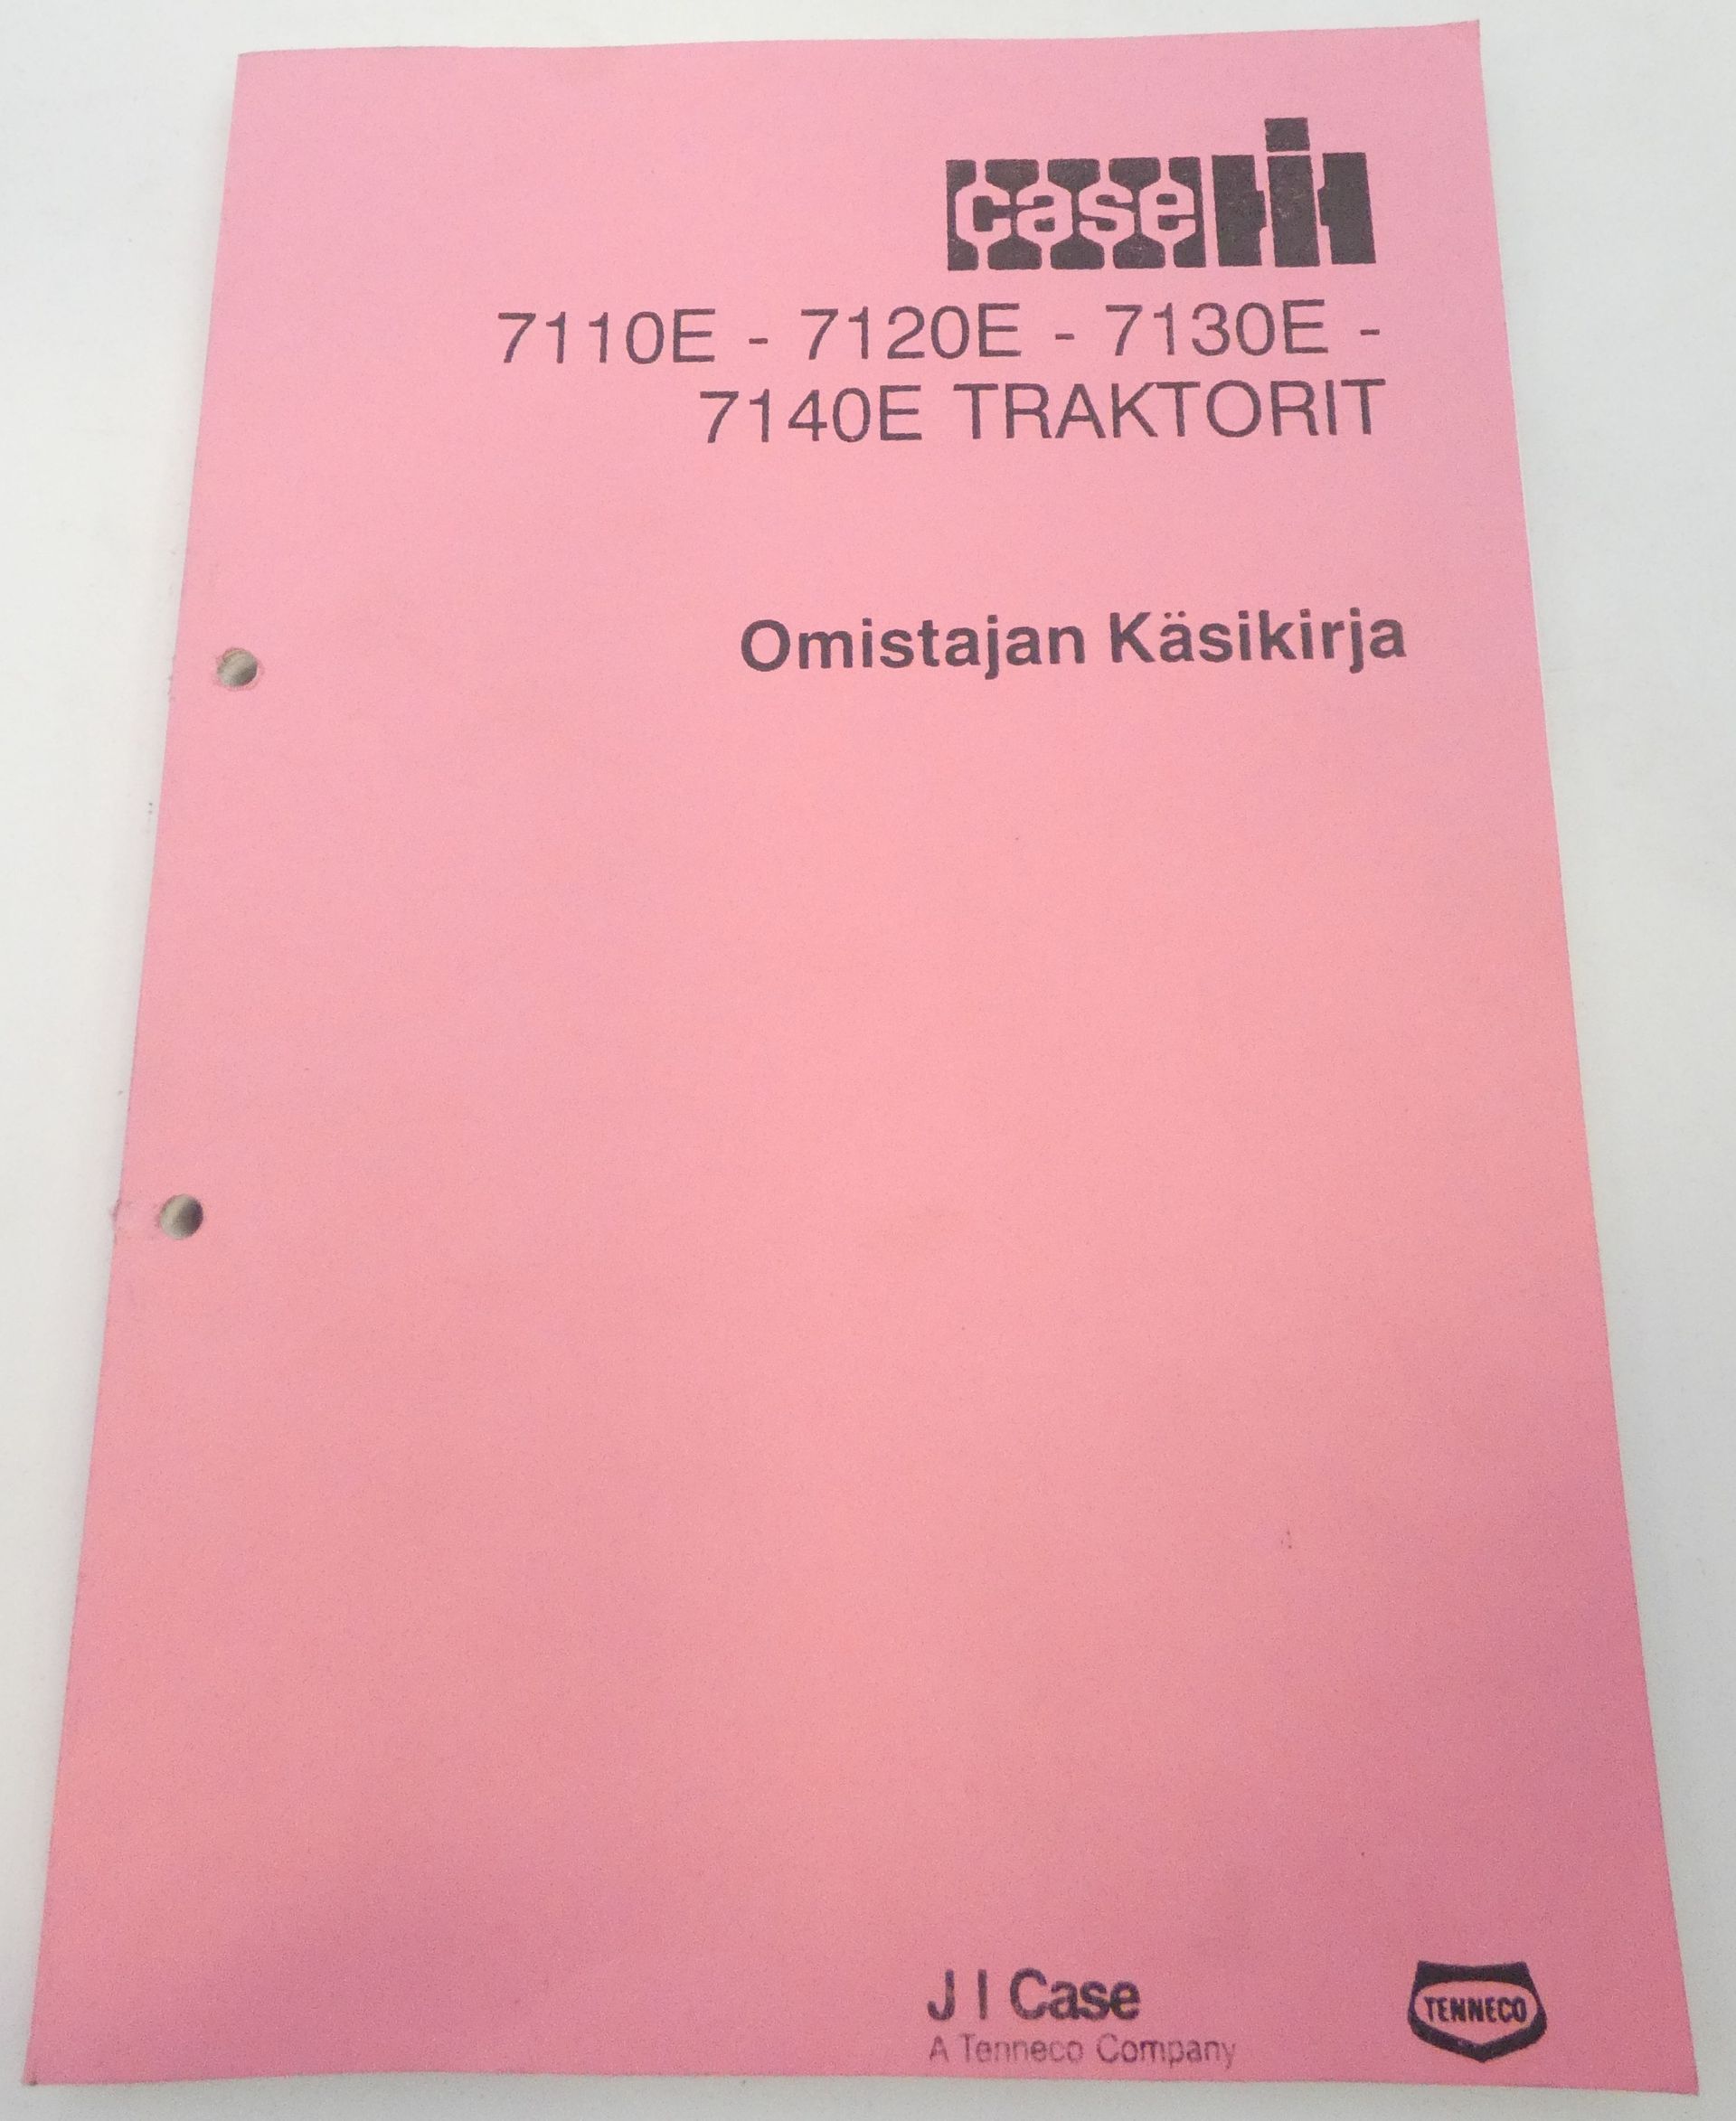 case IH
7110E - 7120E - 7130E -
7140E TRAKTORIT
Omistajan Käsikirja
J I Case
A Tenneco Company
TENNECO